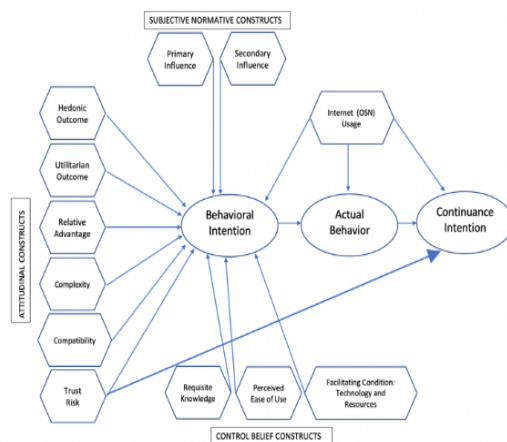 SUBJECTIVE NORMATIVE CONSTRUCTS
Primary
Influence
Secondary
Influence
Hedonic
Outcome
Internet (OSN)
Usage
Utilitarian
Outcome
ATTITUDINAL CONSTRUCTS
Relative
Advantage
Behavioral
Intention
Actual
Behavior
Continuance
Intention
Complexity
Compatibility
Trust
Risk
Requisite
Knowledge
Perceived
Ease of Use
Facilitating Condition:
Technology and
Resources
CONTROL BELIEF CONSTRUCTS